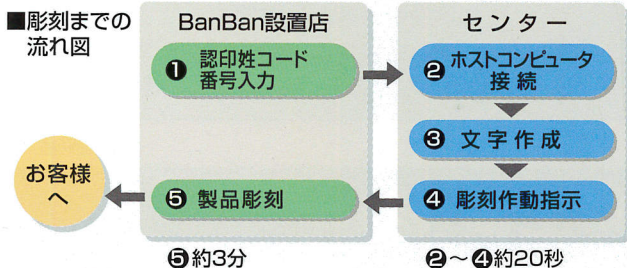 ■彫刻までの
流れ図
BanBan設置店
センター
❶ 認印姓コード
番号入力
❷ ホストコンピュータ
接続
❸ 文字作成
❹ 彫刻作動指示
❺ 製品彫刻
お客様
へ
❺約3分
❷～❹約20秒